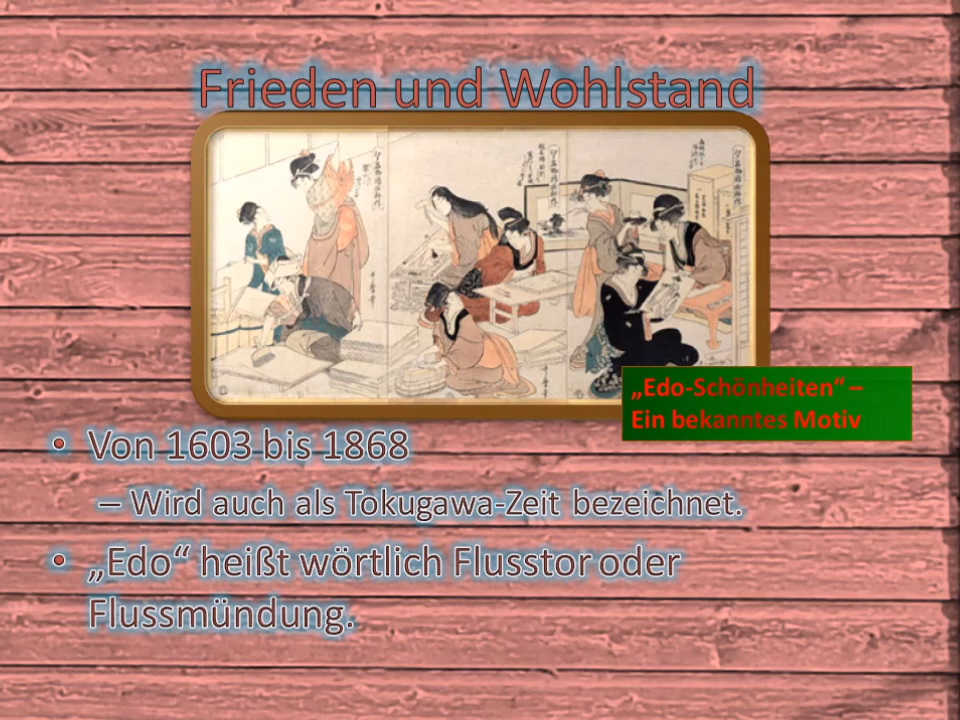 Frieden und Wohlstand
„Edo-Schönheiten“ –
Ein bekanntes Motiv
• Von 1603 bis 1868
– Wird auch als Tokugawa-Zeit bezeichnet.
• „Edo“ heißt wörtlich Flusstor oder
Flussmündung.